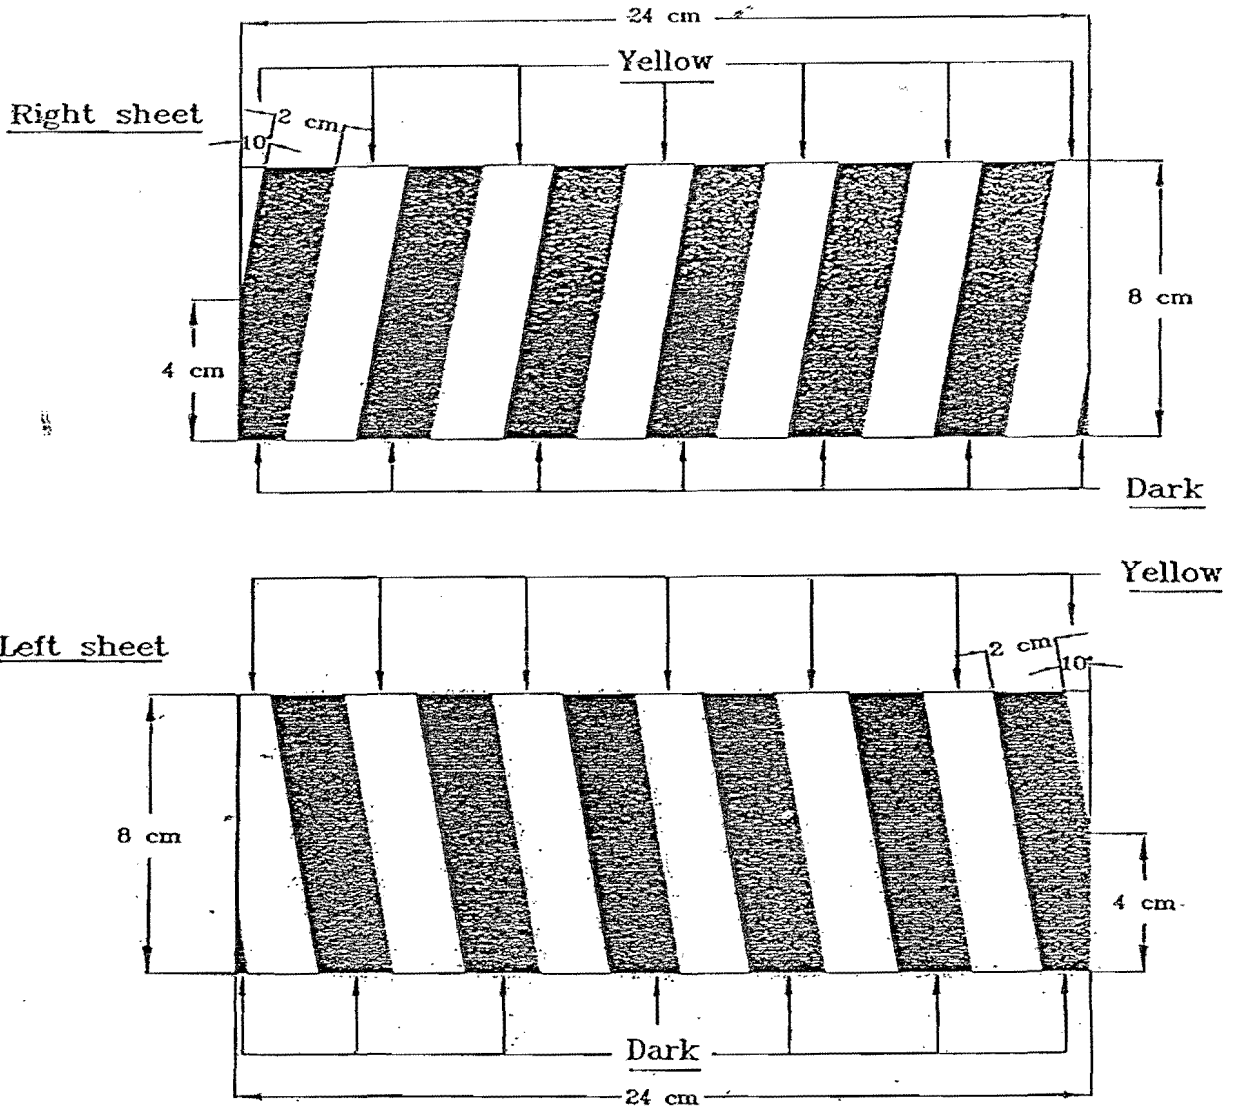 24 cm
Yellow
Right sheet
2 cm
10°
8 cm
4 cm
Dark
Yellow
Left sheet
2 cm
10°
8 cm
4 cm
Dark
24 cm